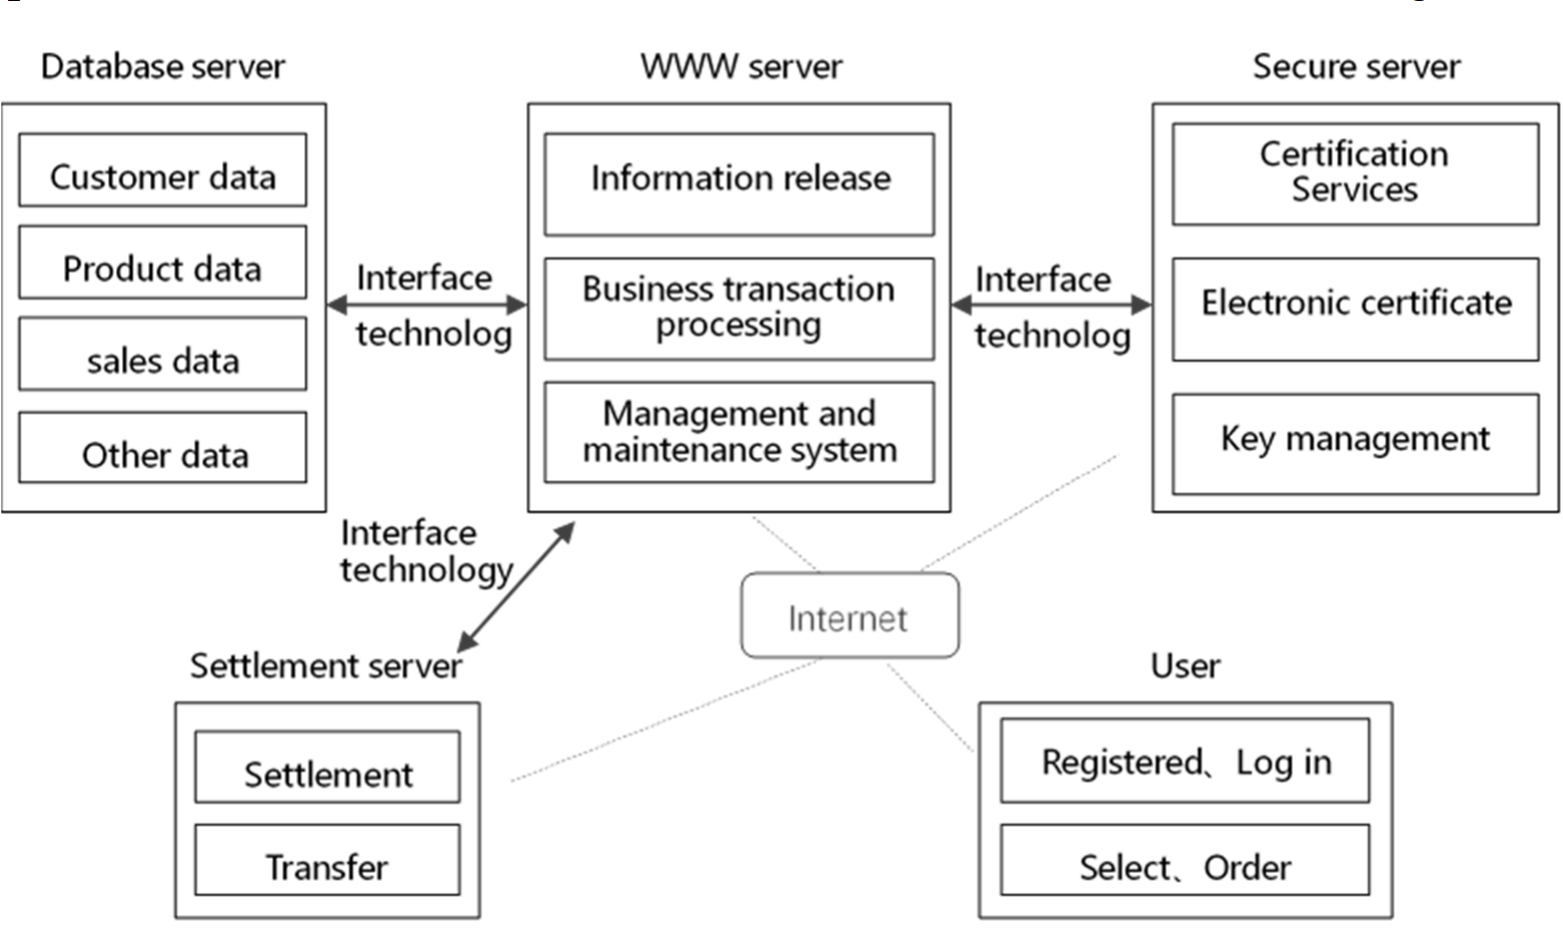 Database server
WWW server
Secure server
Customer data
Product data
sales data
Other data
Interface
technolog
Information release
Business transaction
processing
Management and
maintenance system
Interface
technolog
Certification
Services
Electronic certificate
Key management
Interface
technology
Internet
Settlement server
Settlement
Transfer
User
Registered、Log in
Select、Order